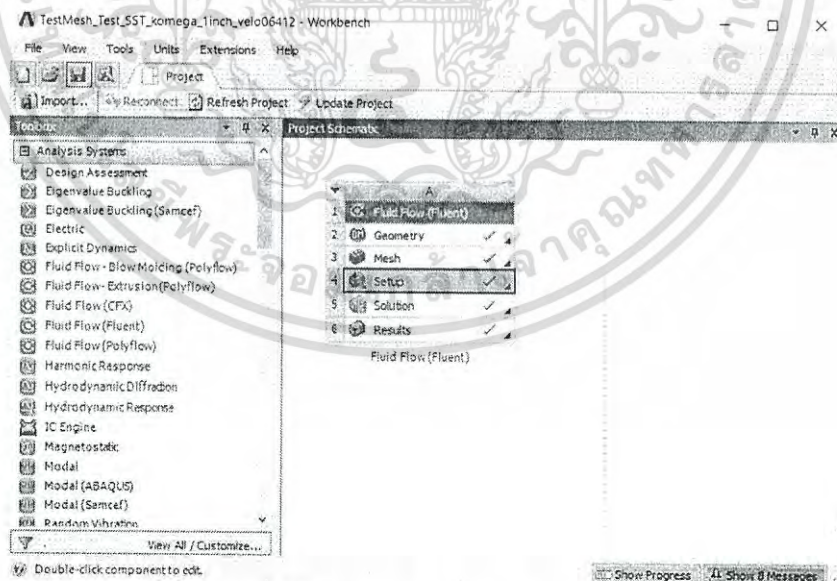 TestMesh_Test_SST_komega_1inch_velo06412 - Workbench
File View Tools Units Extensions Help
Project
Import... Reconnect Refresh Project Update Project
Toolbox
Project Schematic
Analysis Systems
Design Assessment
Eigenvalue Buckling
Eigenvalue Buckling (Samcef)
Electric
Explicit Dynamics
Fluid Flow - Blow Molding (Polyflow)
Fluid Flow - Extrusion (Polyflow)
Fluid Flow (CFX)
Fluid Flow (Fluent)
Fluid Flow (Polyflow)
Harmonic Response
Hydrodynamic Diffraction
Hydrodynamic Response
IC Engine
Magnetostatic
Modal
Modal (ABAQUS)
Modal (Samcef)
Random Vibration
View All / Customize...
A
1 Fluid Flow (Fluent)
2 Geometry
3 Mesh
4 Setup
5 Solution
6 Results
Fluid Flow (Fluent)
Double-click component to edit.
Show Progress Show 8 Messages